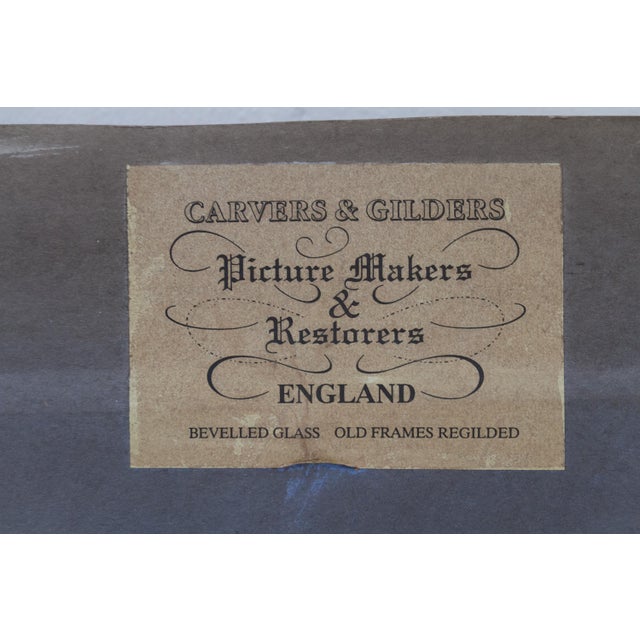 CARVERS & GILDERS
Picture Makers
&
Restorers
ENGLAND
BEVELLED GLASS OLD FRAMES REGILDED